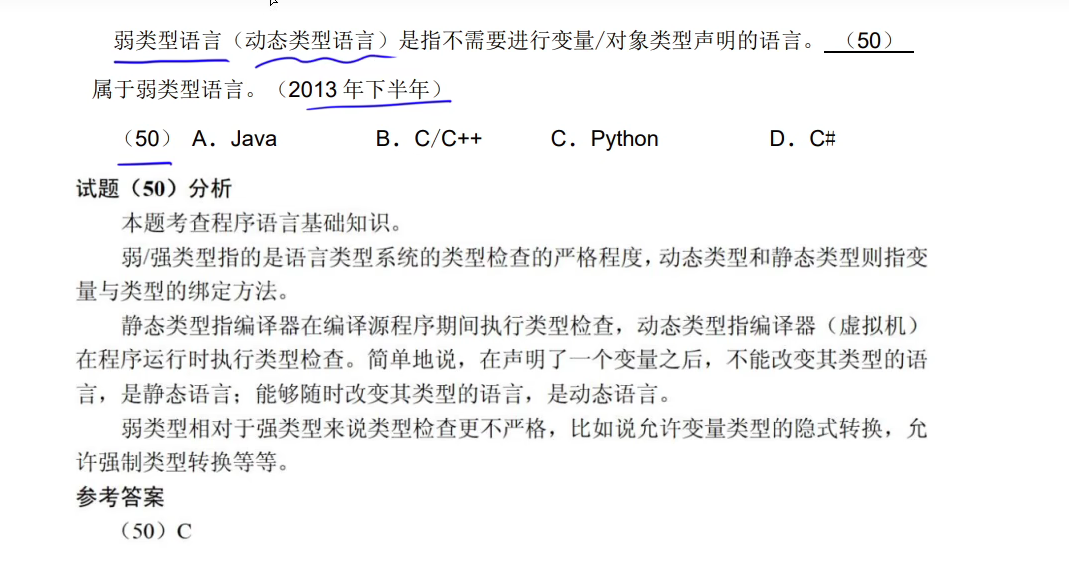 弱类型语言（动态类型语言）是指不需要进行变量/对象类型声明的语言。（50）
属于弱类型语言。（2013 年下半年）
（50） A．Java B．C/C++ C．Python D．C#
试题（50）分析
本题考查程序语言基础知识。
弱/强类型指的是语言类型系统的类型检查的严格程度，动态类型和静态类型则指变
量与类型的绑定方法。
静态类型指编译器在编译源程序期间执行类型检查，动态类型指编译器（虚拟机）
在程序运行时执行类型检查。简单地说，在声明了一个变量之后，不能改变其类型的语
言，是静态语言；能够随时改变其类型的语言，是动态语言。
弱类型相对于强类型来说类型检查更不严格，比如说允许变量类型的隐式转换，允
许强制类型转换等等。
参考答案
（50）C